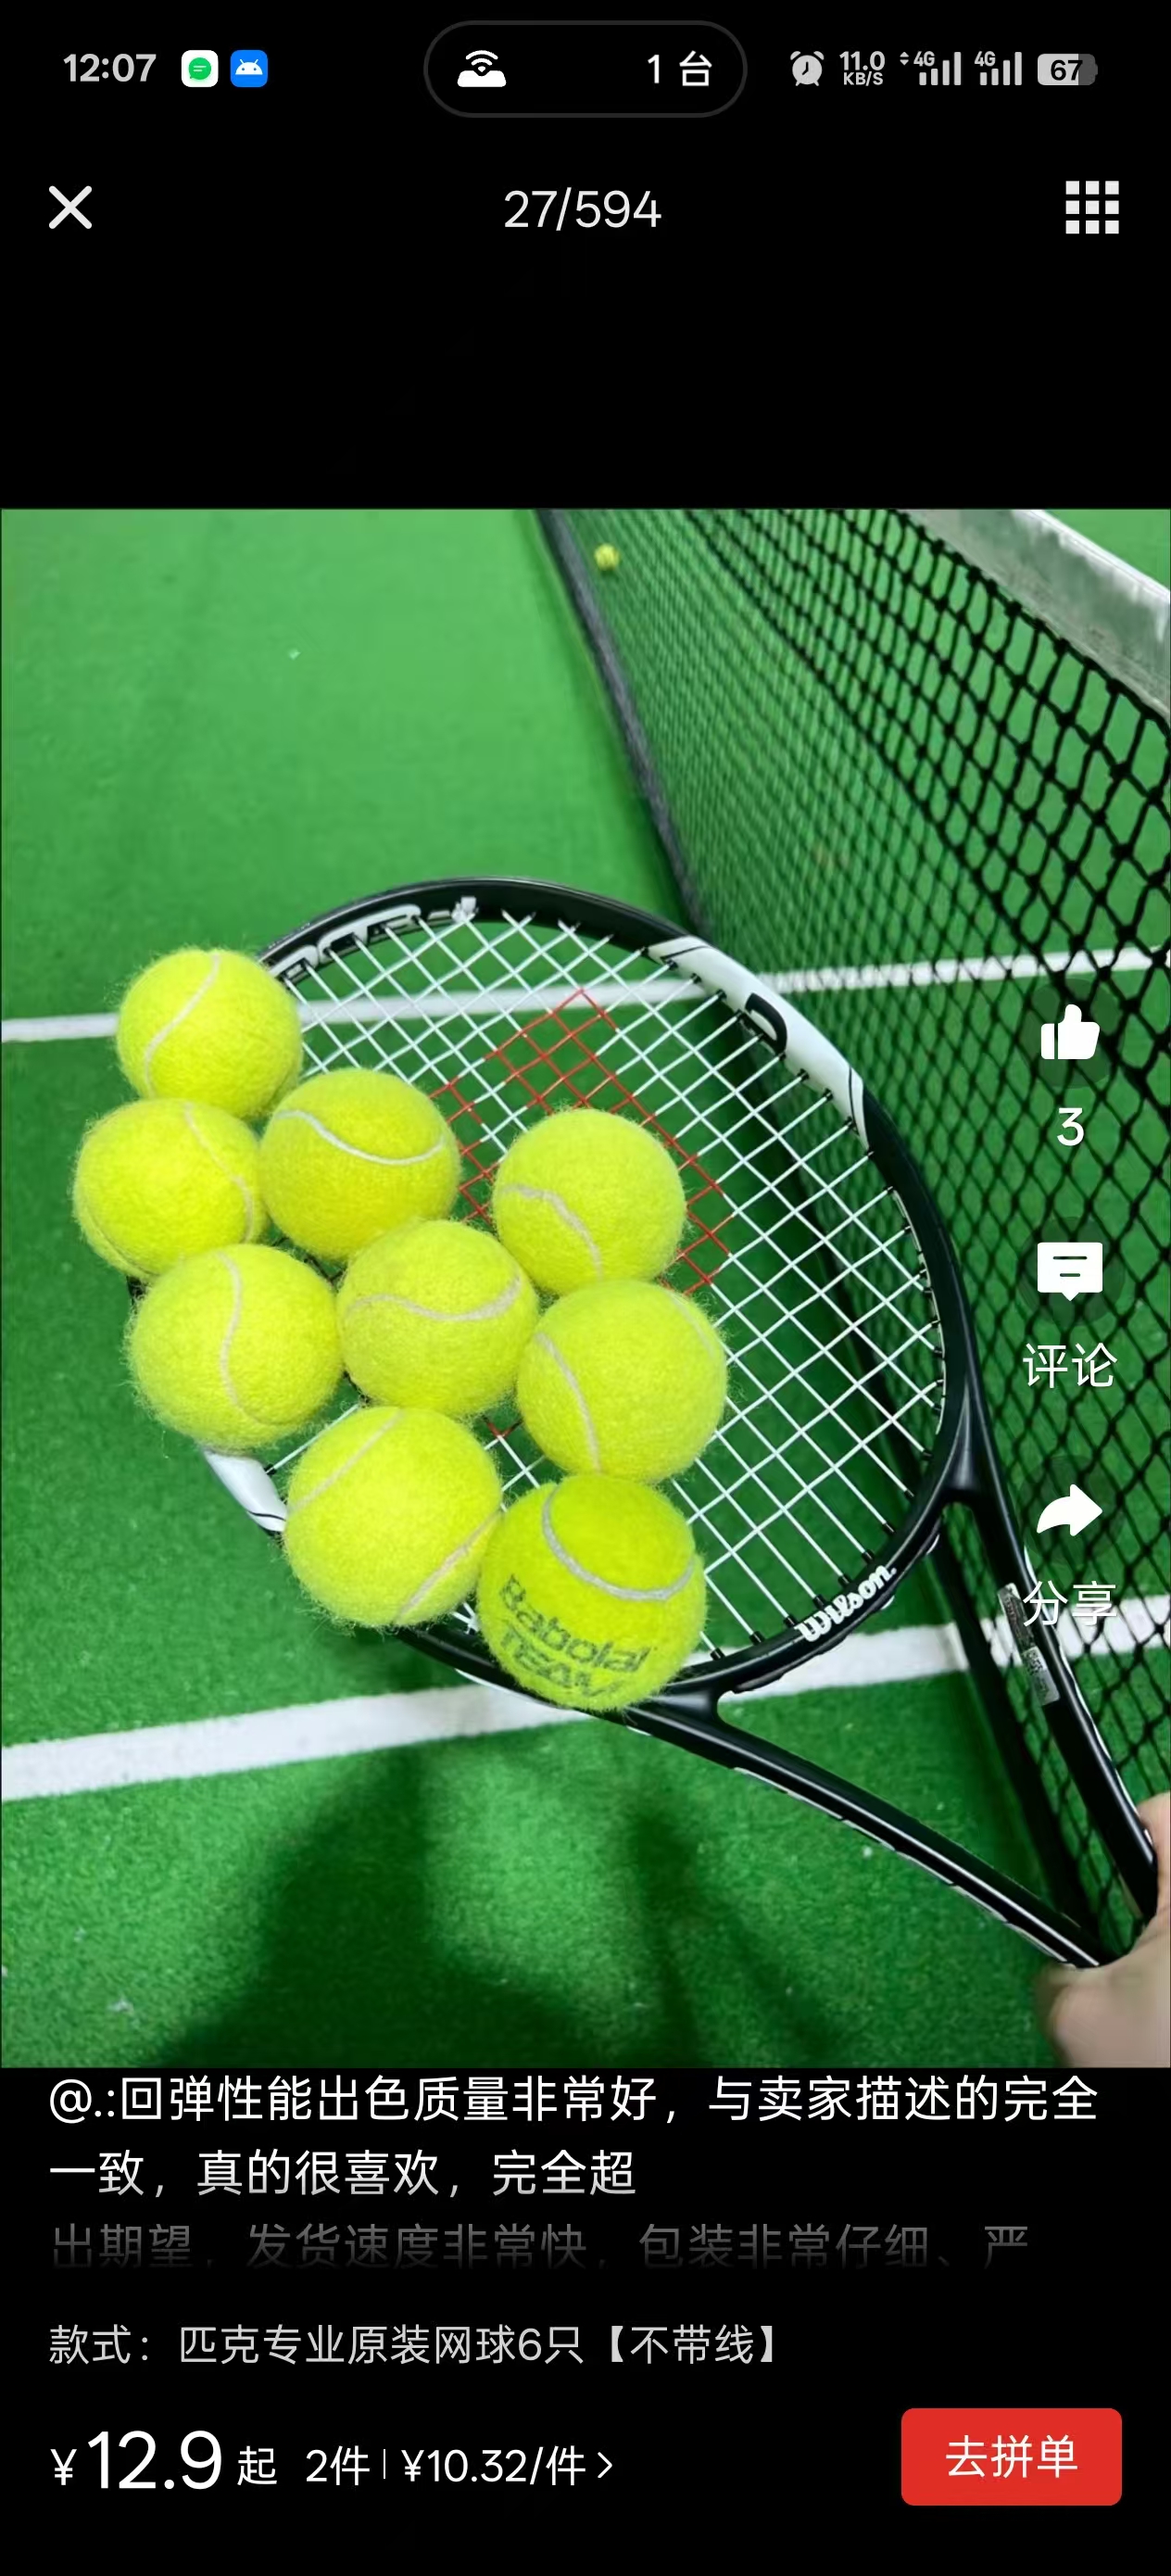 12:07
1 台
11.0
KB/S
4G
4G
67
27/594
3
评论
分享
Wilson
Babolat
TEAM
@.:回弹性能出色质量非常好，与卖家描述的完全
一致，真的很喜欢，完全超
出期望，发货速度非常快，包装非常仔细、严
款式：匹克专业原装网球6只【不带线】
¥12.9 起 2件 ¥10.32/件
去拼单